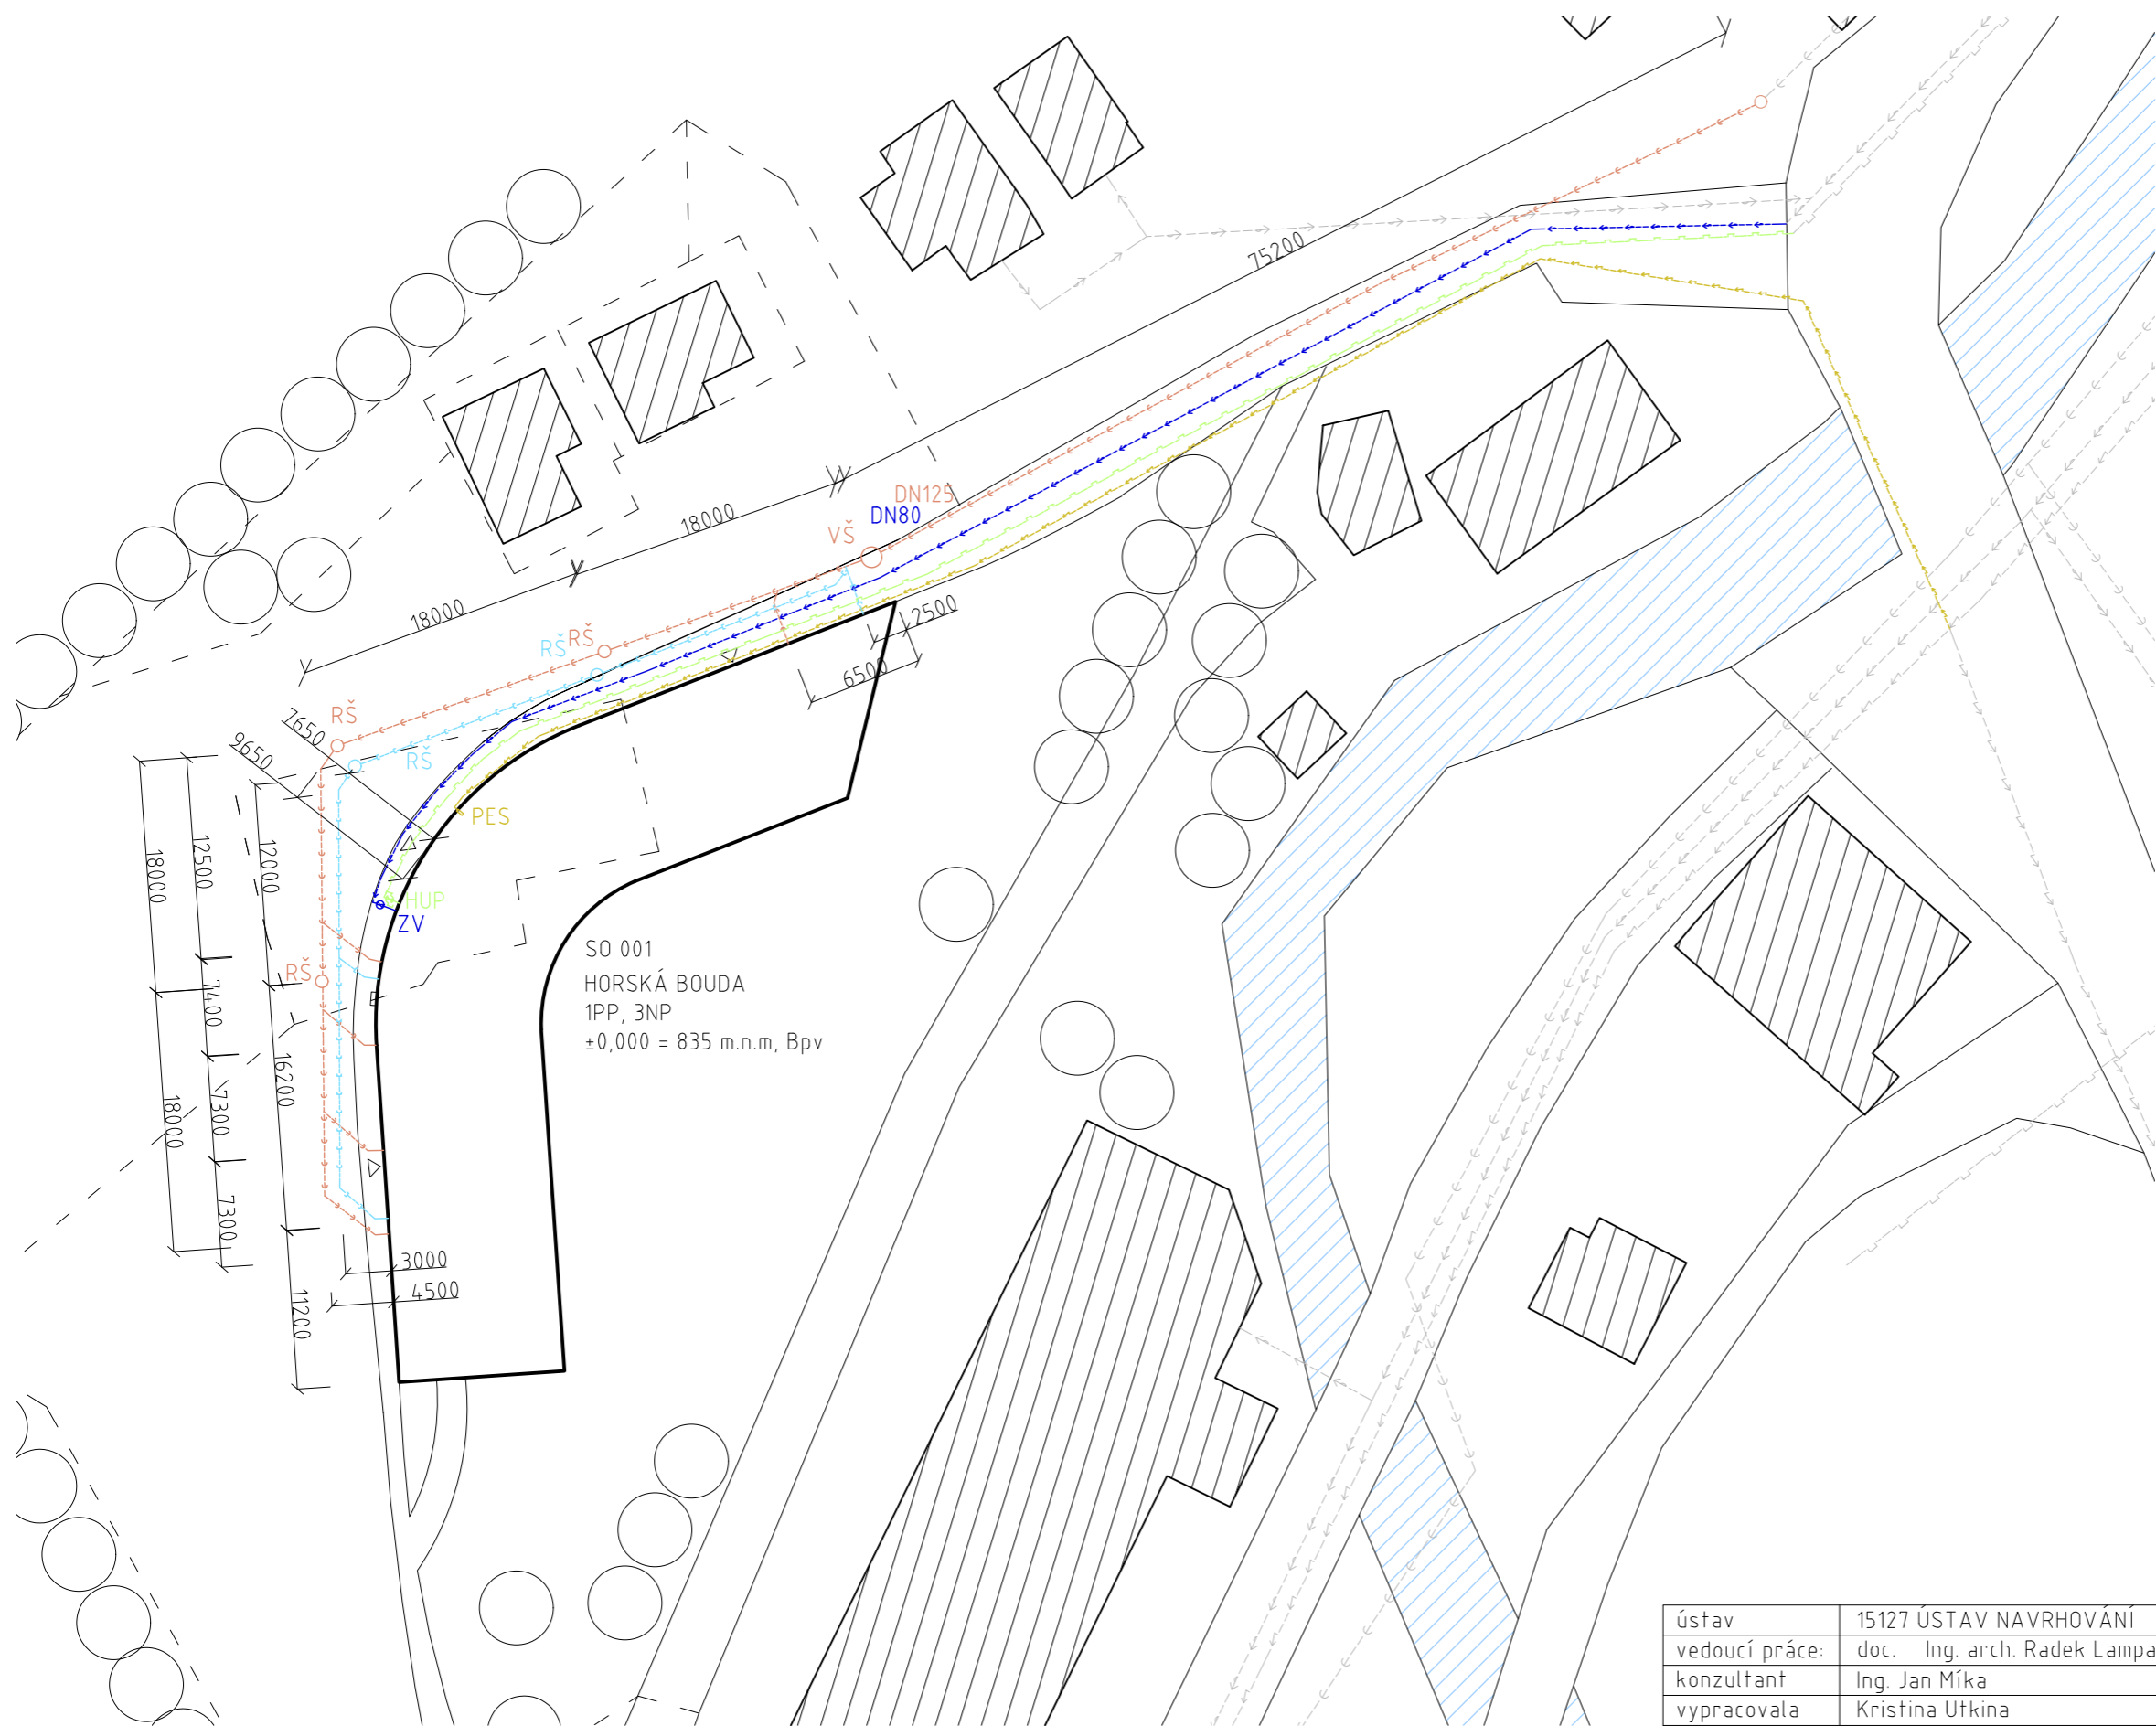 75200
18000
18000
DN125
DN80
VŠ
2500
6500
RŠ
RŠ
RŠ
RŠ
7650
9650
PES
HUP
ZV
RŠ
18000
12500
12000
7400
16200
18000
7300
7300
11200
3000
4500
SO 001
HORSKÁ BOUDA
1PP, 3NP
±0,000 = 835 m.n.m, Bpv
ústav 15127 ÚSTAV NAVRHOVÁNÍ
vedoucí práce: doc. Ing. arch. Radek Lampa
konzultant Ing. Jan Míka
vypracovala Kristina Utkina